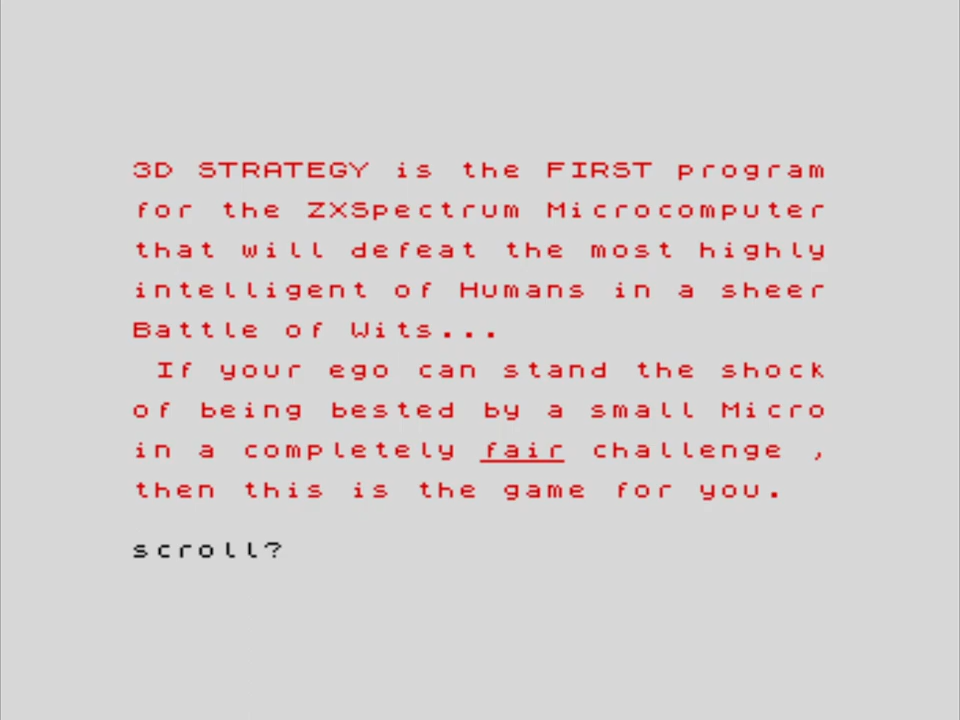 3D STRATEGY is the FIRST program
for the ZXSpectrum Microcomputer
that will defeat the most highly
intelligent of Humans in a sheer
Battle of Wits...
If your ego can stand the shock
of being bested by a small Micro
in a completely fair challenge ,
then this is the game for you.
scroll?